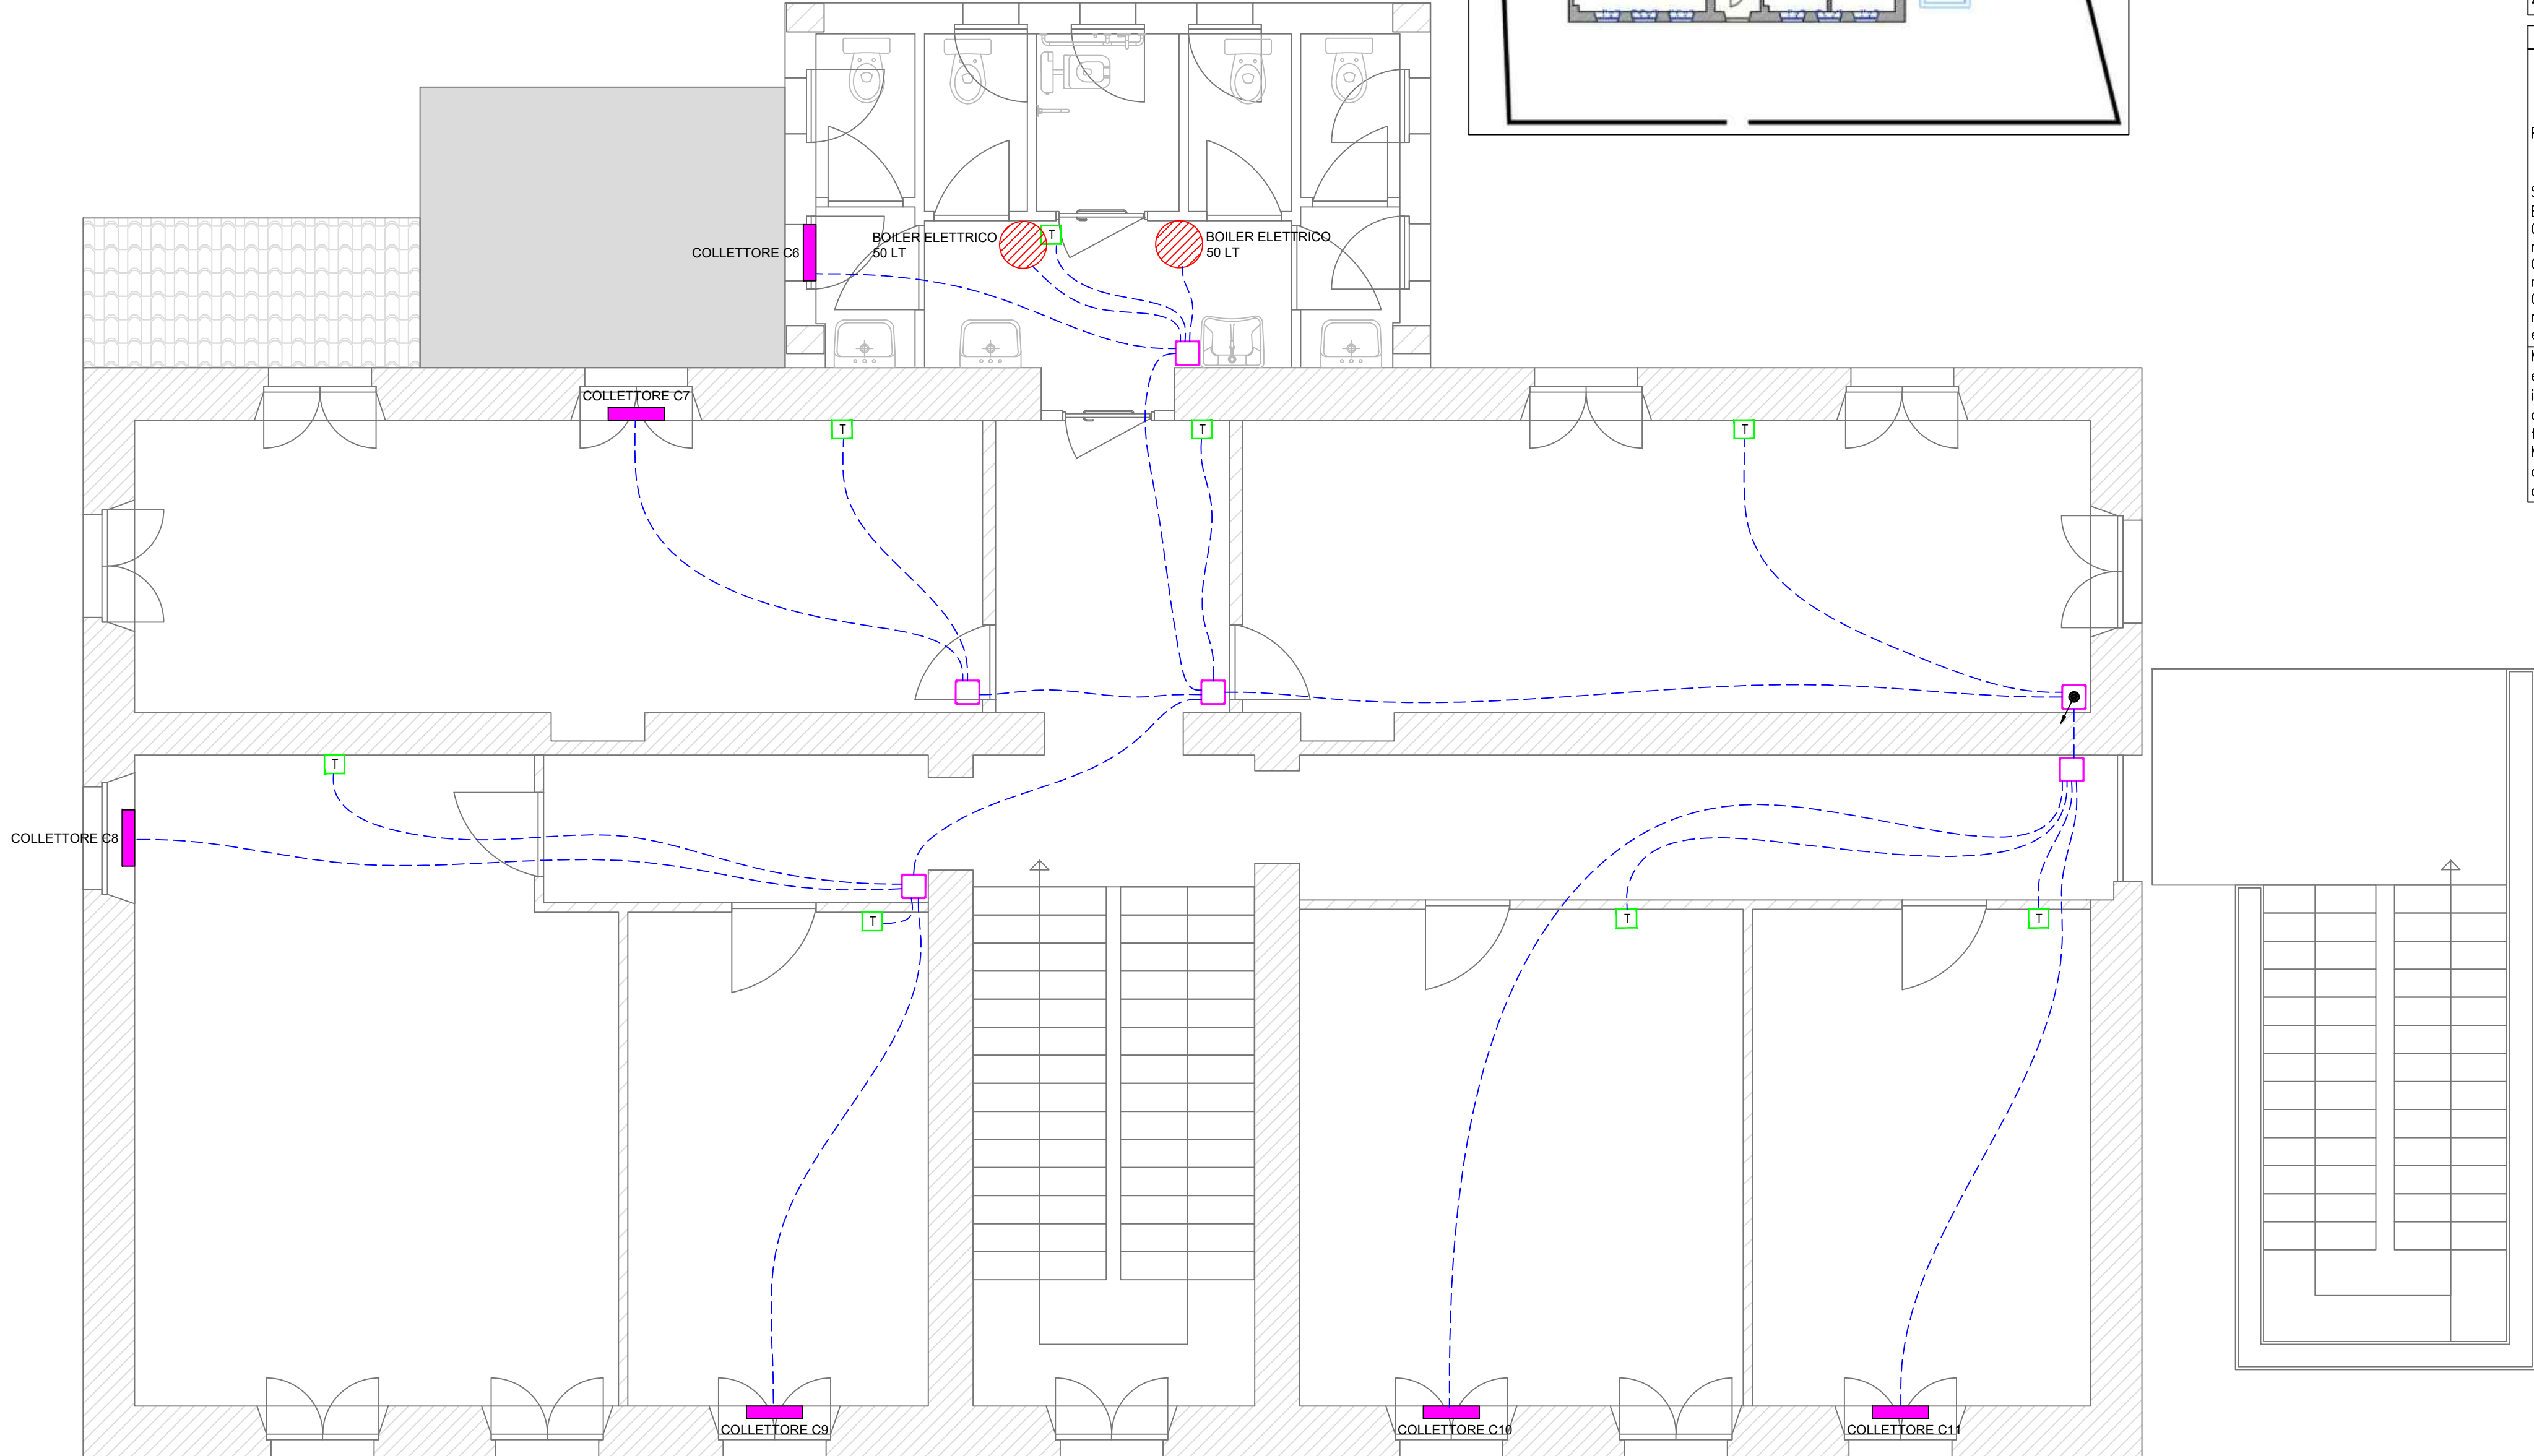 BOILER ELETTRICO
50 LT
T
BOILER ELETTRICO
50 LT
COLLETTORE C6
COLLETTORE C7
T
T
T
T
COLLETTORE C8
T
T
T
COLLETTORE C9
COLLETTORE C10
COLLETTORE C11